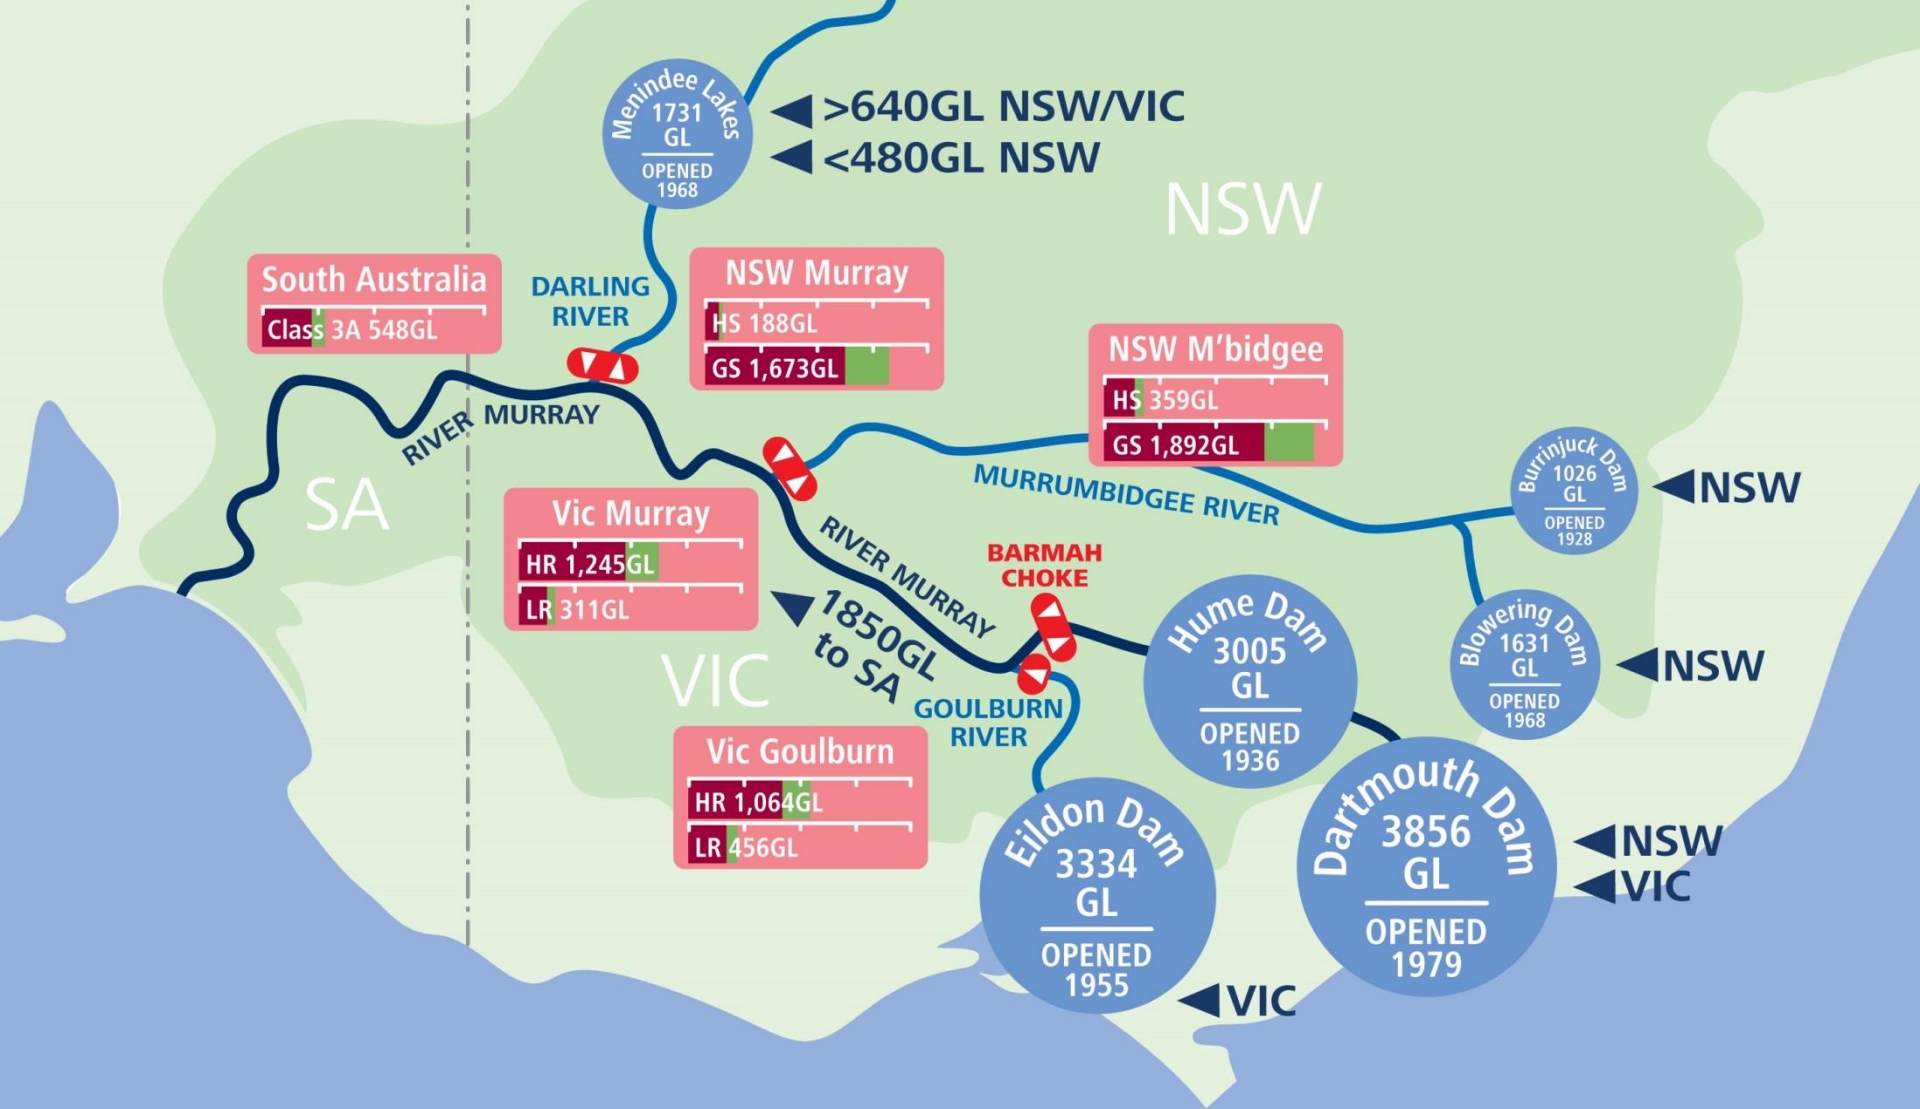 Menindee Lakes
1731
GL
OPENED
1968
>640GL NSW/VIC
<480GL NSW
NSW
South Australia
Class 3A 548GL
DARLING
RIVER
NSW Murray
HS 188GL
GS 1,673GL
NSW M'bidgee
HS 359GL
GS 1,892GL
RIVER MURRAY
SA
MURRUMBIDGEE RIVER
Burrinjuck Dam
1026
GL
OPENED
1928
NSW
Vic Murray
HR 1,245GL
LR 311GL
RIVER MURRAY
1850GL
to SA
BARMAH
CHOKE
Hume Dam
3005
GL
OPENED
1936
Blowering Dam
1631
GL
OPENED
1968
NSW
VIC
GOULBURN
RIVER
Vic Goulburn
HR 1,064GL
LR 456GL
Eildon Dam
3334
GL
OPENED
1955
VIC
Dartmouth Dam
3856
GL
OPENED
1979
NSW
VIC